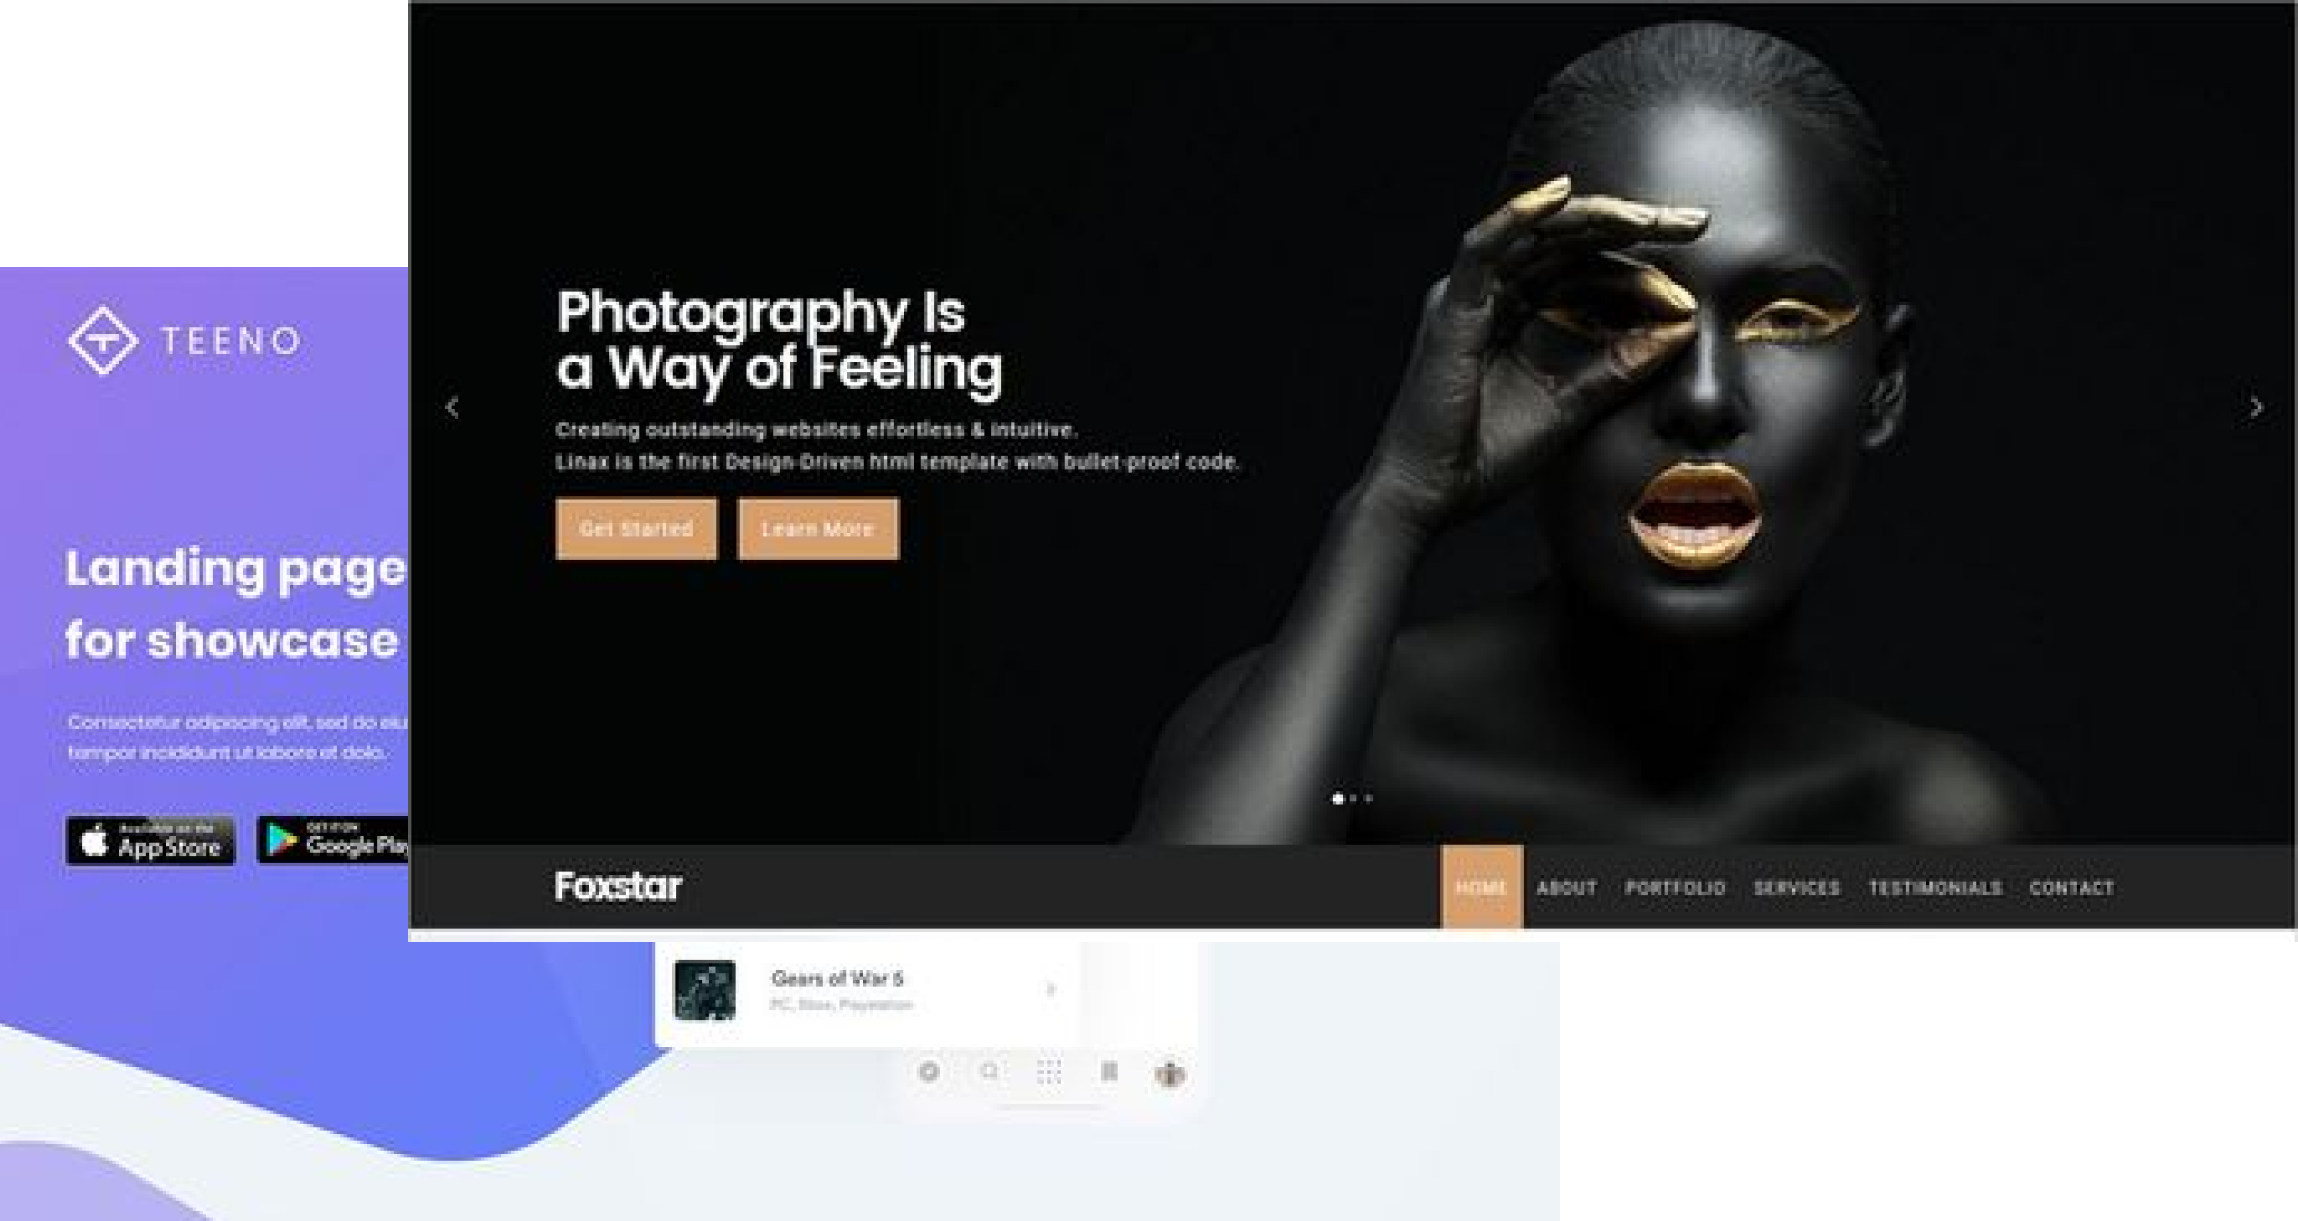 TEENO
Landing page
for showcase
Consectetur adipiscing elit, sed do eiu
tempor incididunt ut labore et dolo.
Available on the
App Store
GET IT ON
Google Play
Photography Is
a Way of Feeling
Creating outstanding websites effortless & intuitive.
Linax is the first Design-Driven html template with bullet-proof code.
Get Started
Learn More
Foxstar
HOME
ABOUT
PORTFOLIO
SERVICES
TESTIMONIALS
CONTACT
Gears of War 5
PC, Xbox, Playstation